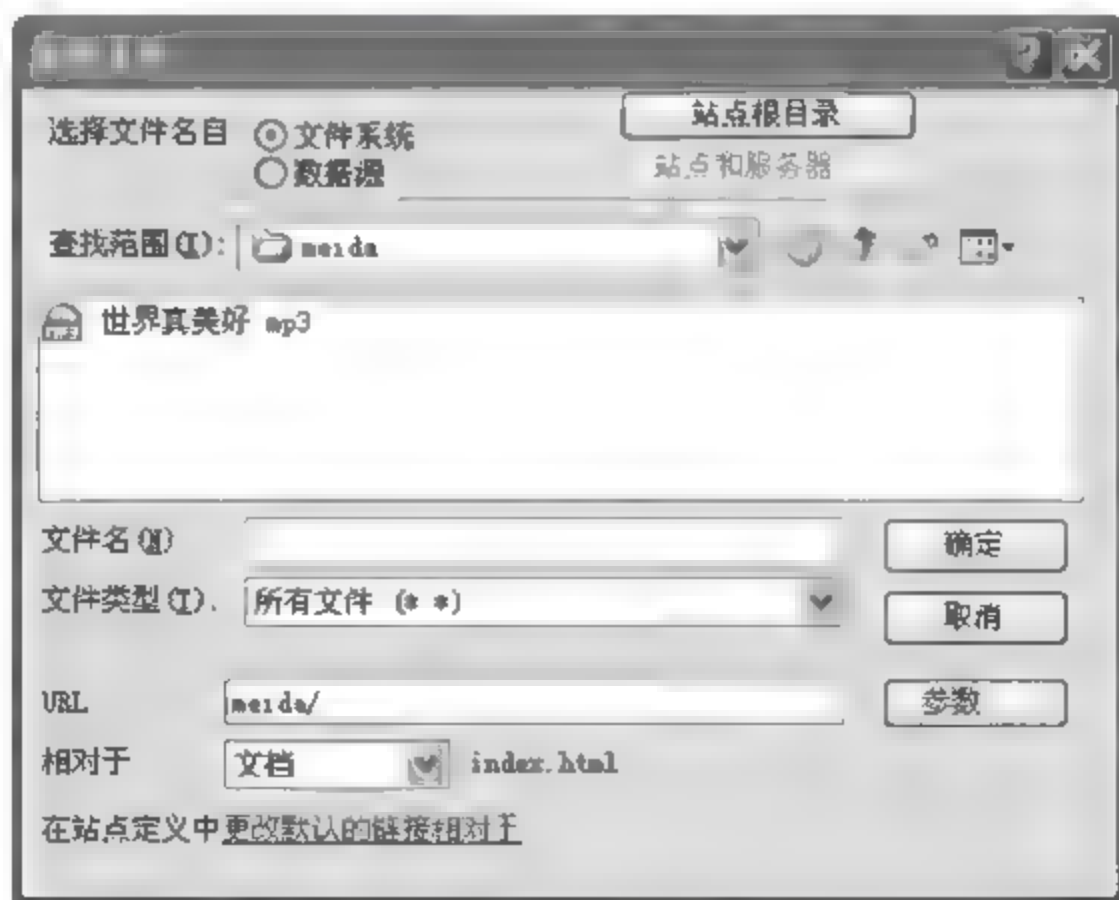 选择文件名自 文件系统 站点根目录
数据源 站点和服务器
查找范围(I): meida
世界真美好 mp3
文件名(N) 确定
文件类型(T). 所有文件 (* *)
取消
URL meida/ 参数
相对于 文档 index.html
在站点定义中更改默认的链接相对于